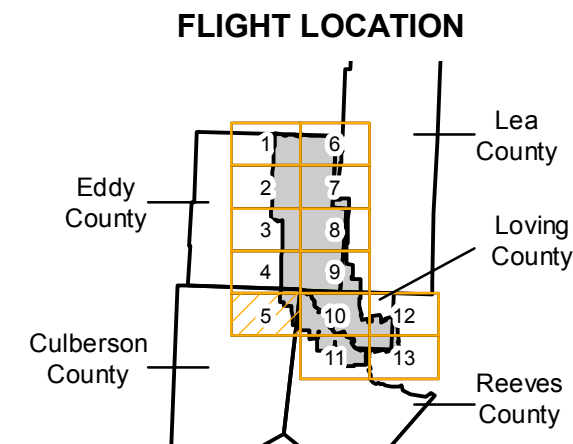 FLIGHT LOCATION
Lea
County
1
6
Eddy
County
2
7
3
8
Loving
County
4
9
5
10
12
Culberson
County
11
13
Reeves
County